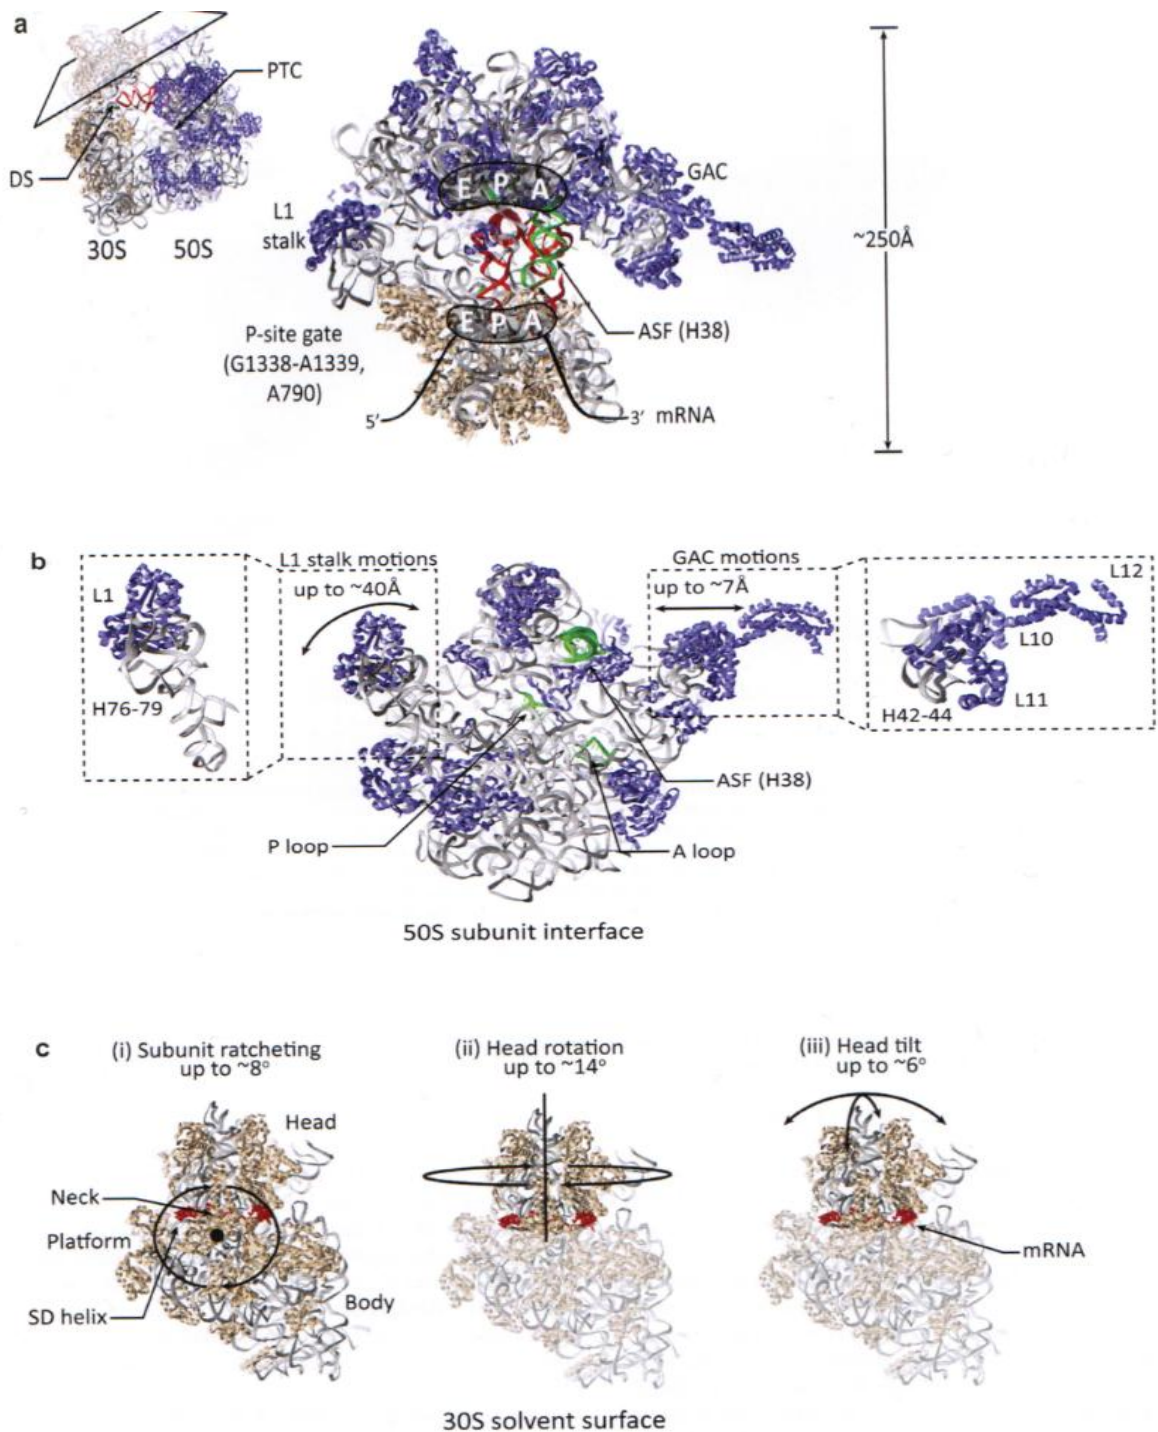 a
PTC
DS
30S
50S
L1
stalk
E P A
GAC
~250Å
E P A
ASF (H38)
P-site gate
(G1338-A1339,
A790)
5′
3′ mRNA
b
L1
H76-79
L1 stalk motions
up to ~40Å
GAC motions
up to ~7Å
L12
L10
L11
H42-44
ASF (H38)
P loop
A loop
50S subunit interface
c
(i) Subunit ratcheting
up to ~8°
(ii) Head rotation
up to ~14°
(iii) Head tilt
up to ~6°
Head
Neck
Platform
SD helix
Body
mRNA
30S solvent surface